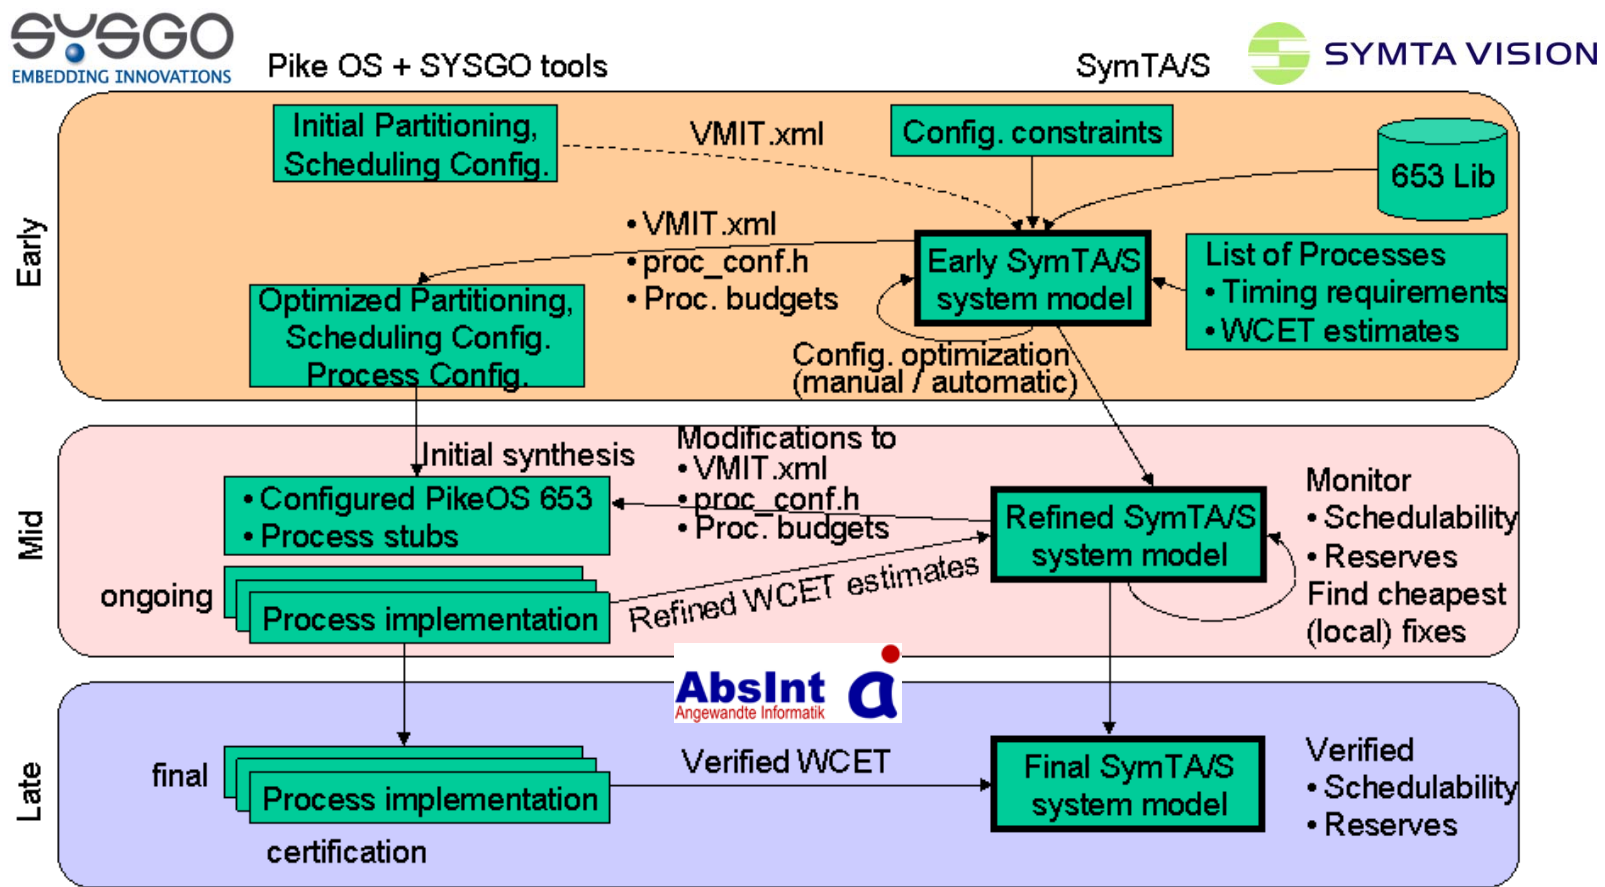 SYSGO
EMBEDDING INNOVATIONS
Pike OS + SYSGO tools
SymTA/S
SYMTA VISION
Early
Initial Partitioning,
Scheduling Config.
VMIT.xml
Config. constraints
653 Lib
• VMIT.xml
• proc_conf.h
• Proc. budgets
Early SymTA/S
system model
List of Processes
• Timing requirements
• WCET estimates
Optimized Partitioning,
Scheduling Config.
Process Config.
Config. optimization
(manual / automatic)
Mid
Initial synthesis
Modifications to
• VMIT.xml
• proc_conf.h
• Proc. budgets
• Configured PikeOS 653
• Process stubs
Refined SymTA/S
system model
Monitor
• Schedulability
• Reserves
Find cheapest
(local) fixes
ongoing
Process implementation
Refined WCET estimates
AbsInt
Angewandte Informatik
a
Late
final
Process implementation
certification
Verified WCET
Final SymTA/S
system model
Verified
• Schedulability
• Reserves